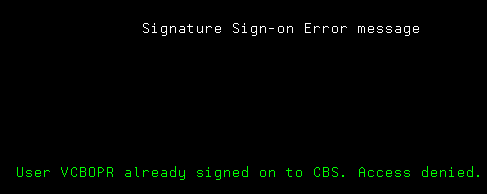 Signature Sign-on Error message
User VCBOPR already signed on to CBS. Access denied.